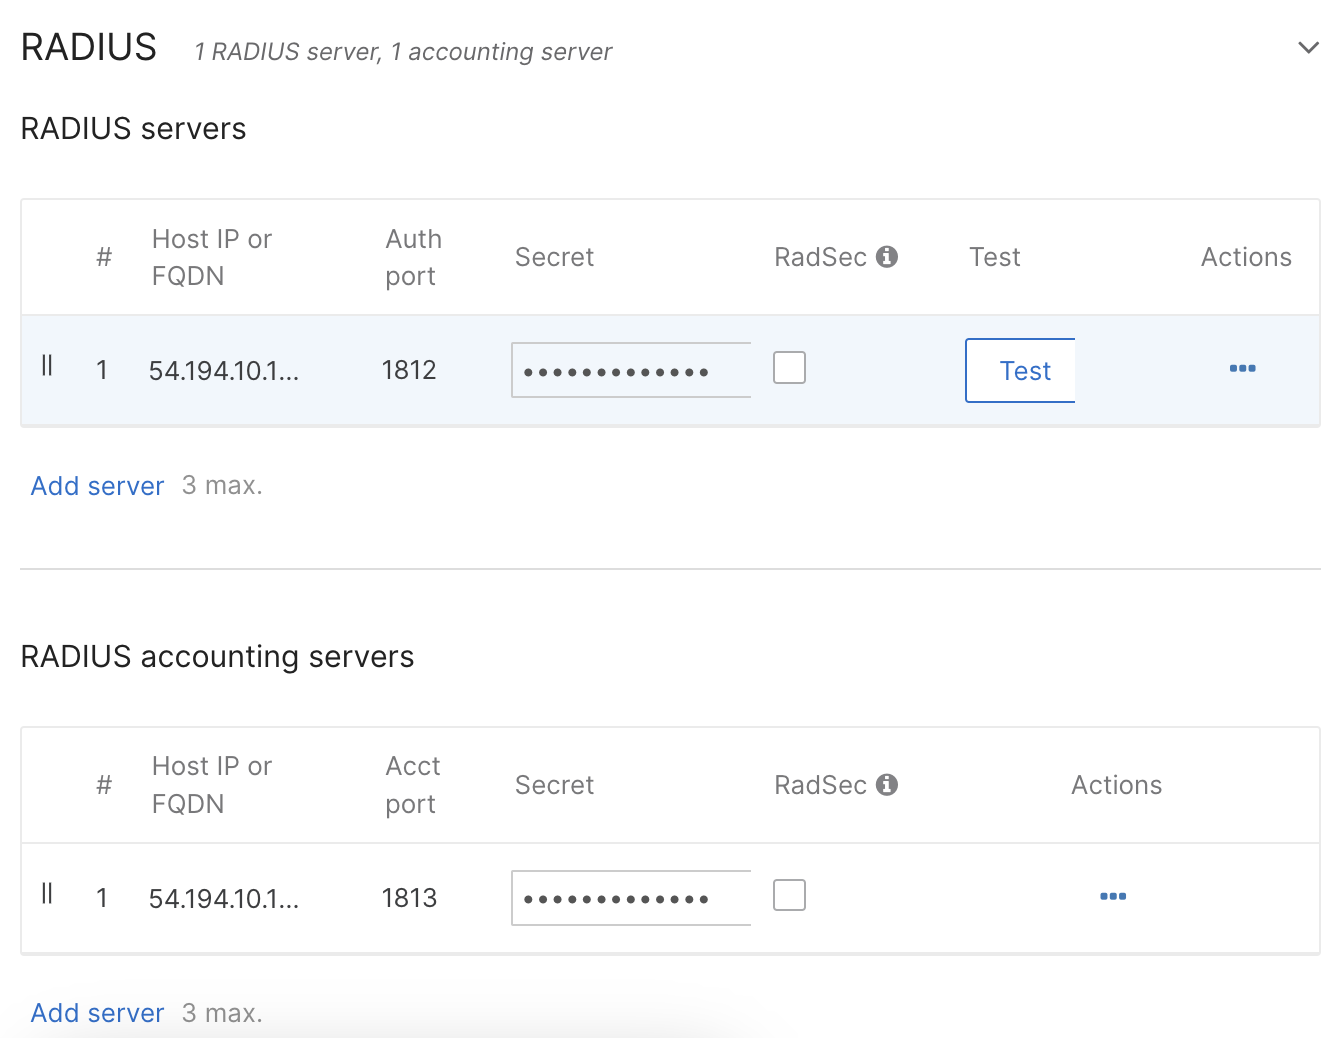 RADIUS 1 RADIUS server, 1 accounting server
RADIUS servers
# Host IP or FQDN Auth port Secret RadSec Test Actions
1 54.194.10.1... 1812 ••••••••••••• Test
Add server 3 max.
RADIUS accounting servers
# Host IP or FQDN Acct port Secret RadSec Actions
1 54.194.10.1... 1813 •••••••••••••
Add server 3 max.